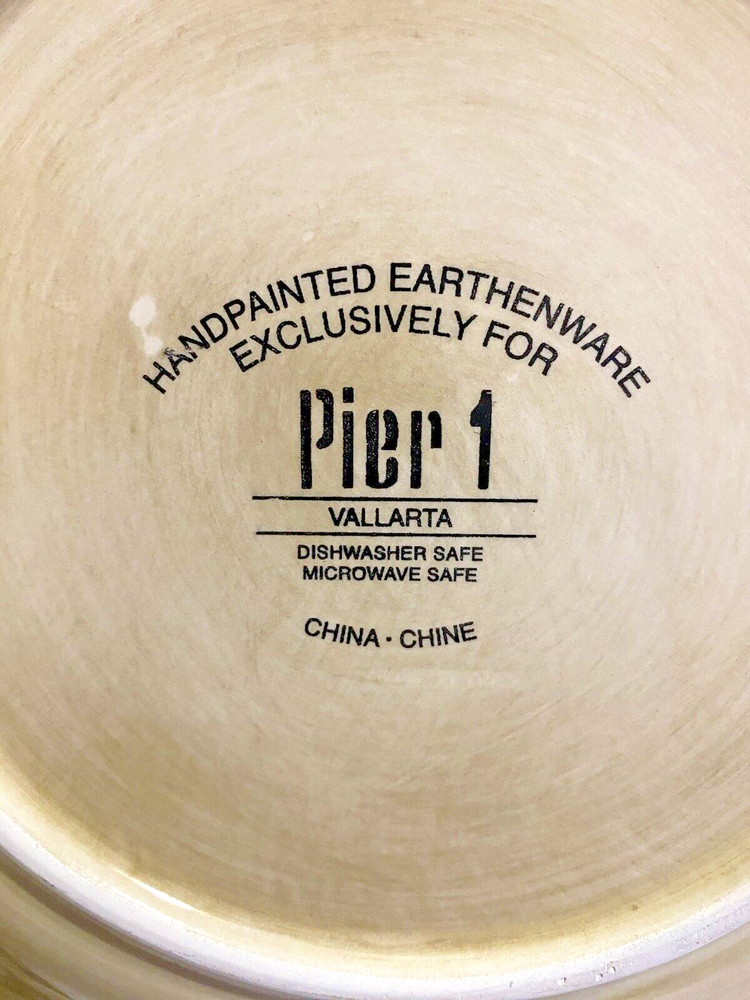 HANDPAINTED EARTHENWARE
EXCLUSIVELY FOR
Pier 1
VALLARTA
DISHWASHER SAFE
MICROWAVE SAFE
CHINA · CHINE